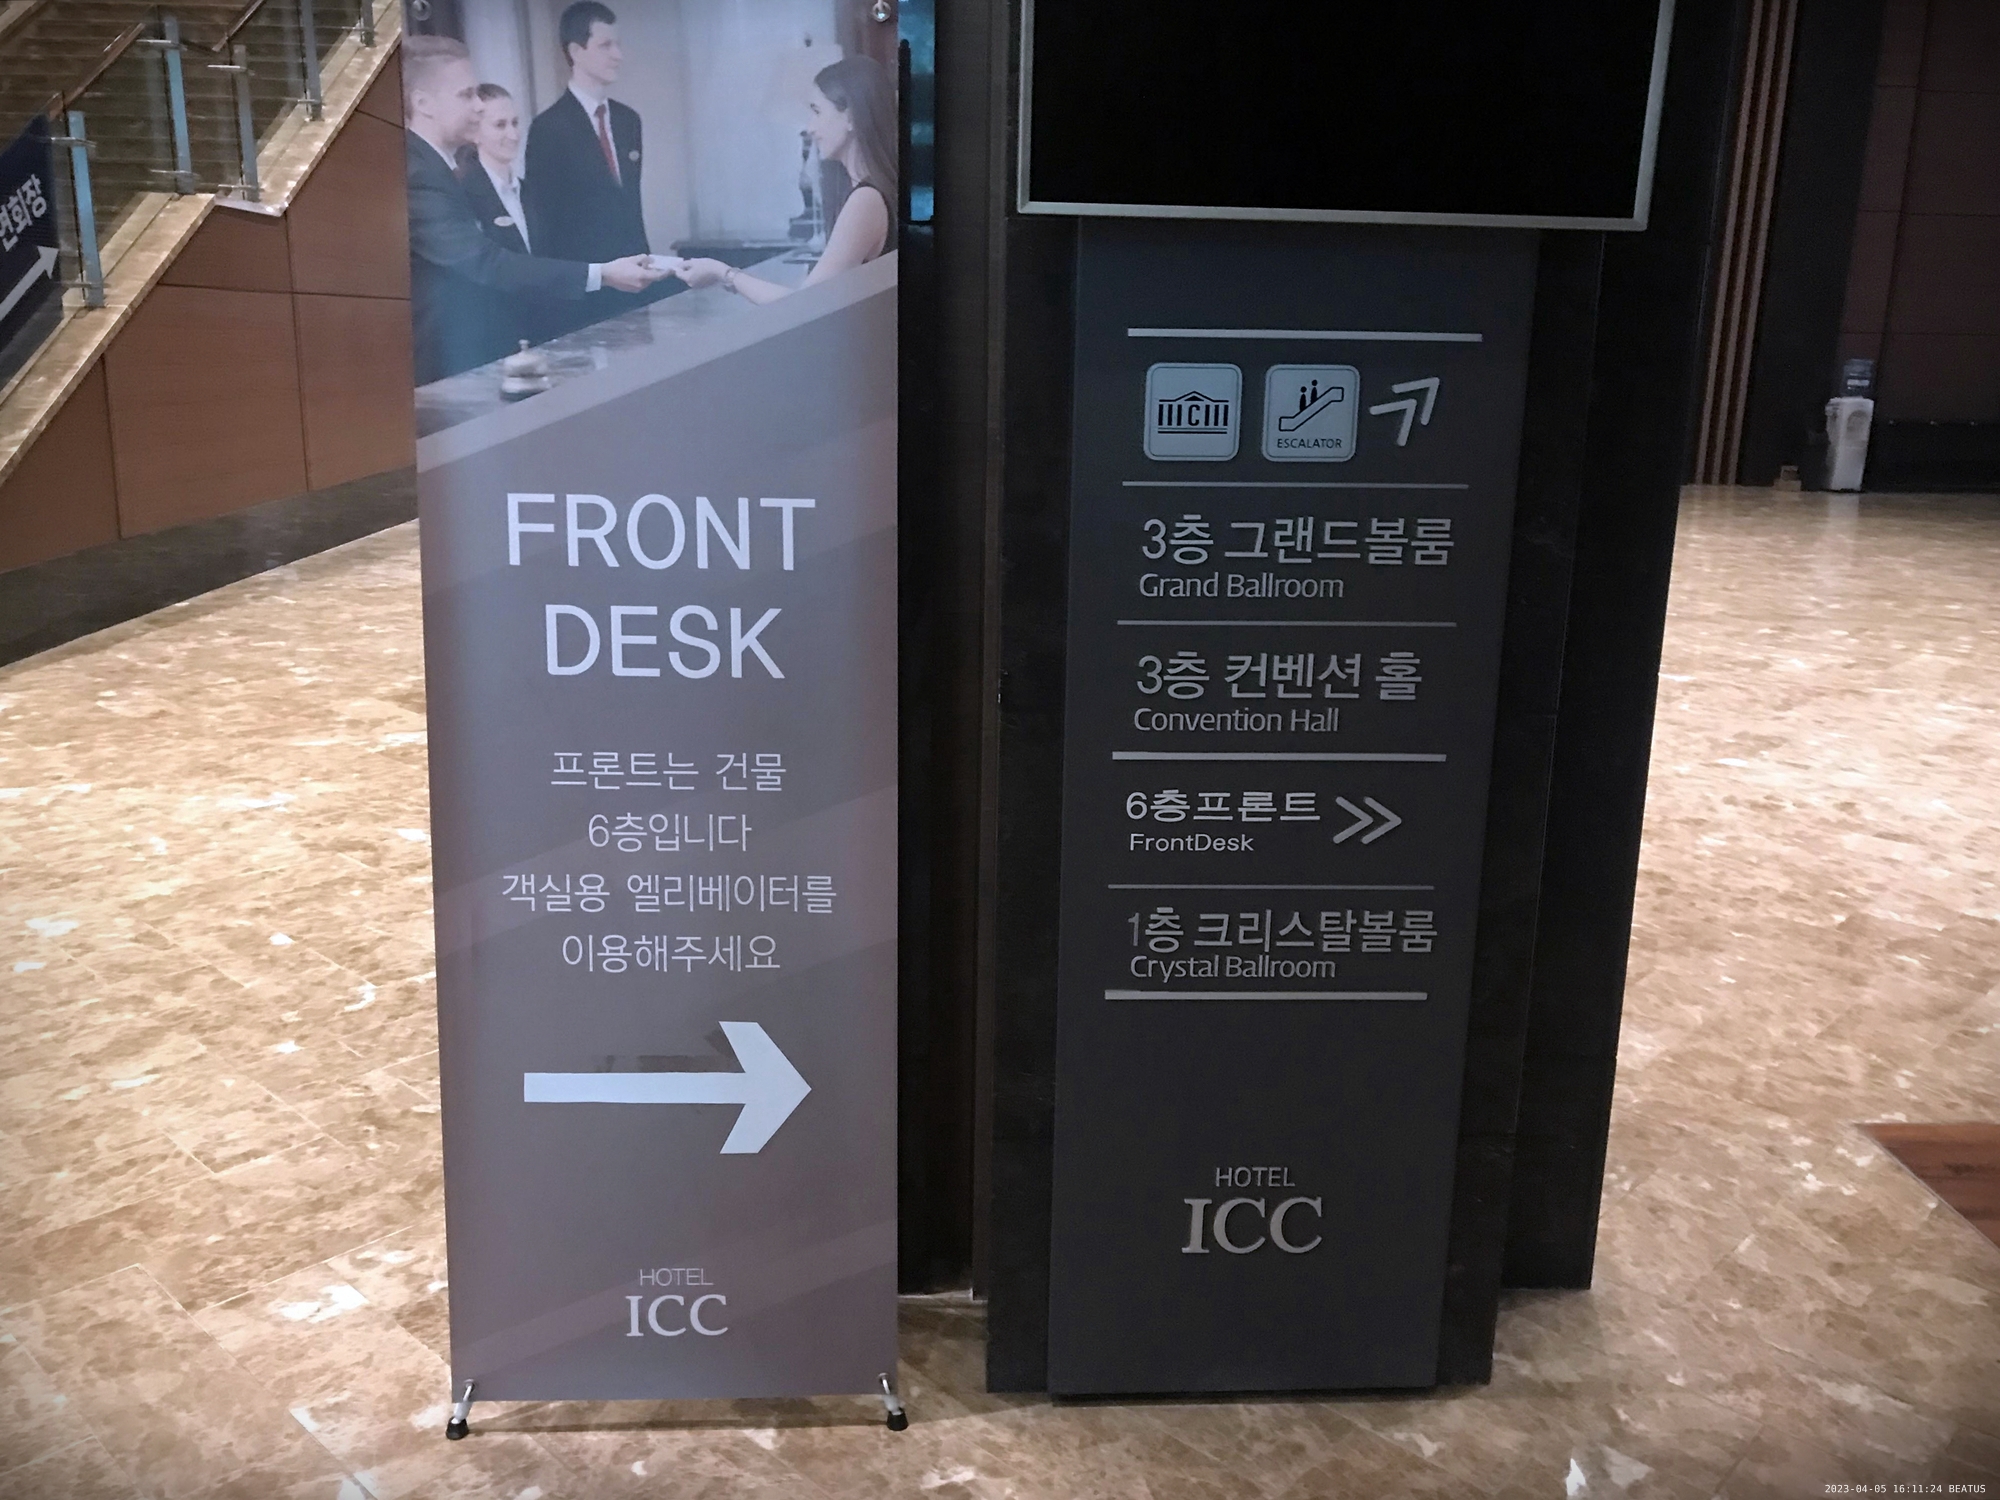 연회장
FRONT
DESK
프론트는 건물
6층입니다
객실용 엘리베이터를
이용해주세요
HOTEL
ICC
ESCALATOR
3층 그랜드볼룸
Grand Ballroom
3층 컨벤션 홀
Convention Hall
6층프론트
FrontDesk
1층 크리스탈볼룸
Crystal Ballroom
HOTEL
ICC
2023-04-05 16:11:24 BEATUS